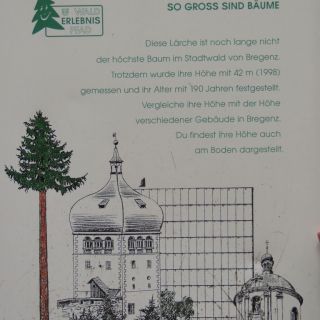 WALD
ERLEBNIS
PFAD
SO GROSS SIND BÄUME
Diese Lärche ist noch lange nicht
der höchste Baum im Stadtwald von Bregenz.
Trotzdem wurde ihre Höhe mit 42 m (1998)
gemessen und ihr Alter mit 190 Jahren festgestellt.
Vergleiche ihre Höhe mit der Höhe
verschiedener Gebäude in Bregenz.
Du findest ihre Höhe auch
am Boden dargestellt.